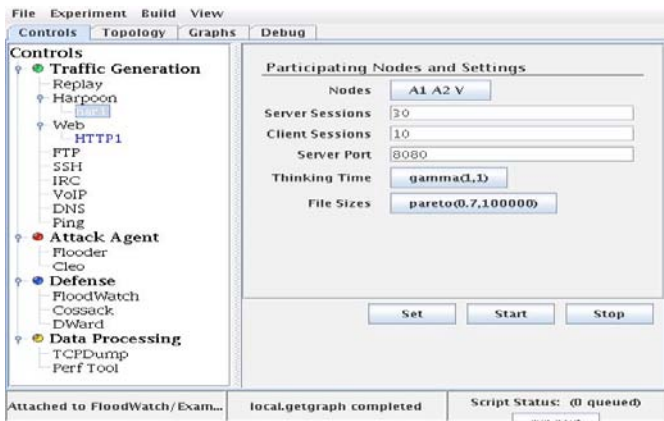 File Experiment Build View
Controls Topology Graphs Debug
Controls
Traffic Generation
Replay
Harpoon
har1
Web
HTTP1
FTP
SSH
IRC
VoIP
DNS
Ping
Attack Agent
Flooder
Cleo
Defense
FloodWatch
Cossack
DWard
Data Processing
TCPDump
Perf Tool
Participating Nodes and Settings
Nodes A1 A2 V
Server Sessions 30
Client Sessions 10
Server Port 8080
Thinking Time gamma(1,1)
File Sizes pareto(0.7,100000)
Set Start Stop
Attached to FloodWatch/Exam... local.getgraph completed Script Status: (0 queued)